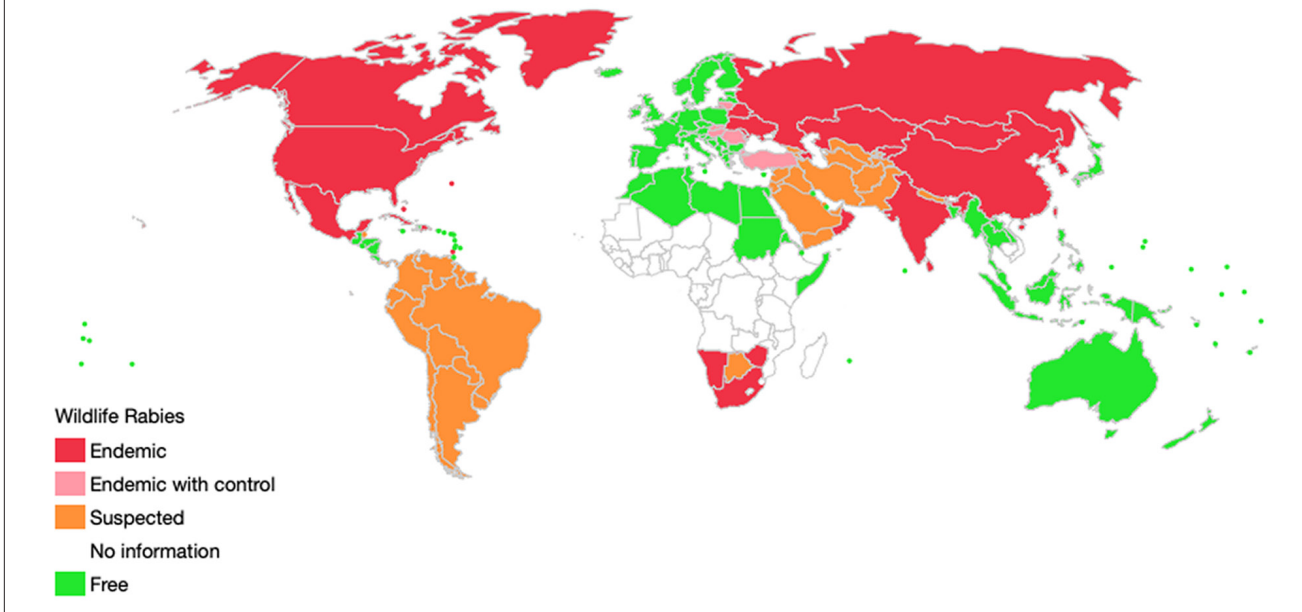 Wildlife Rabies
Endemic
Endemic with control
Suspected
No information
Free